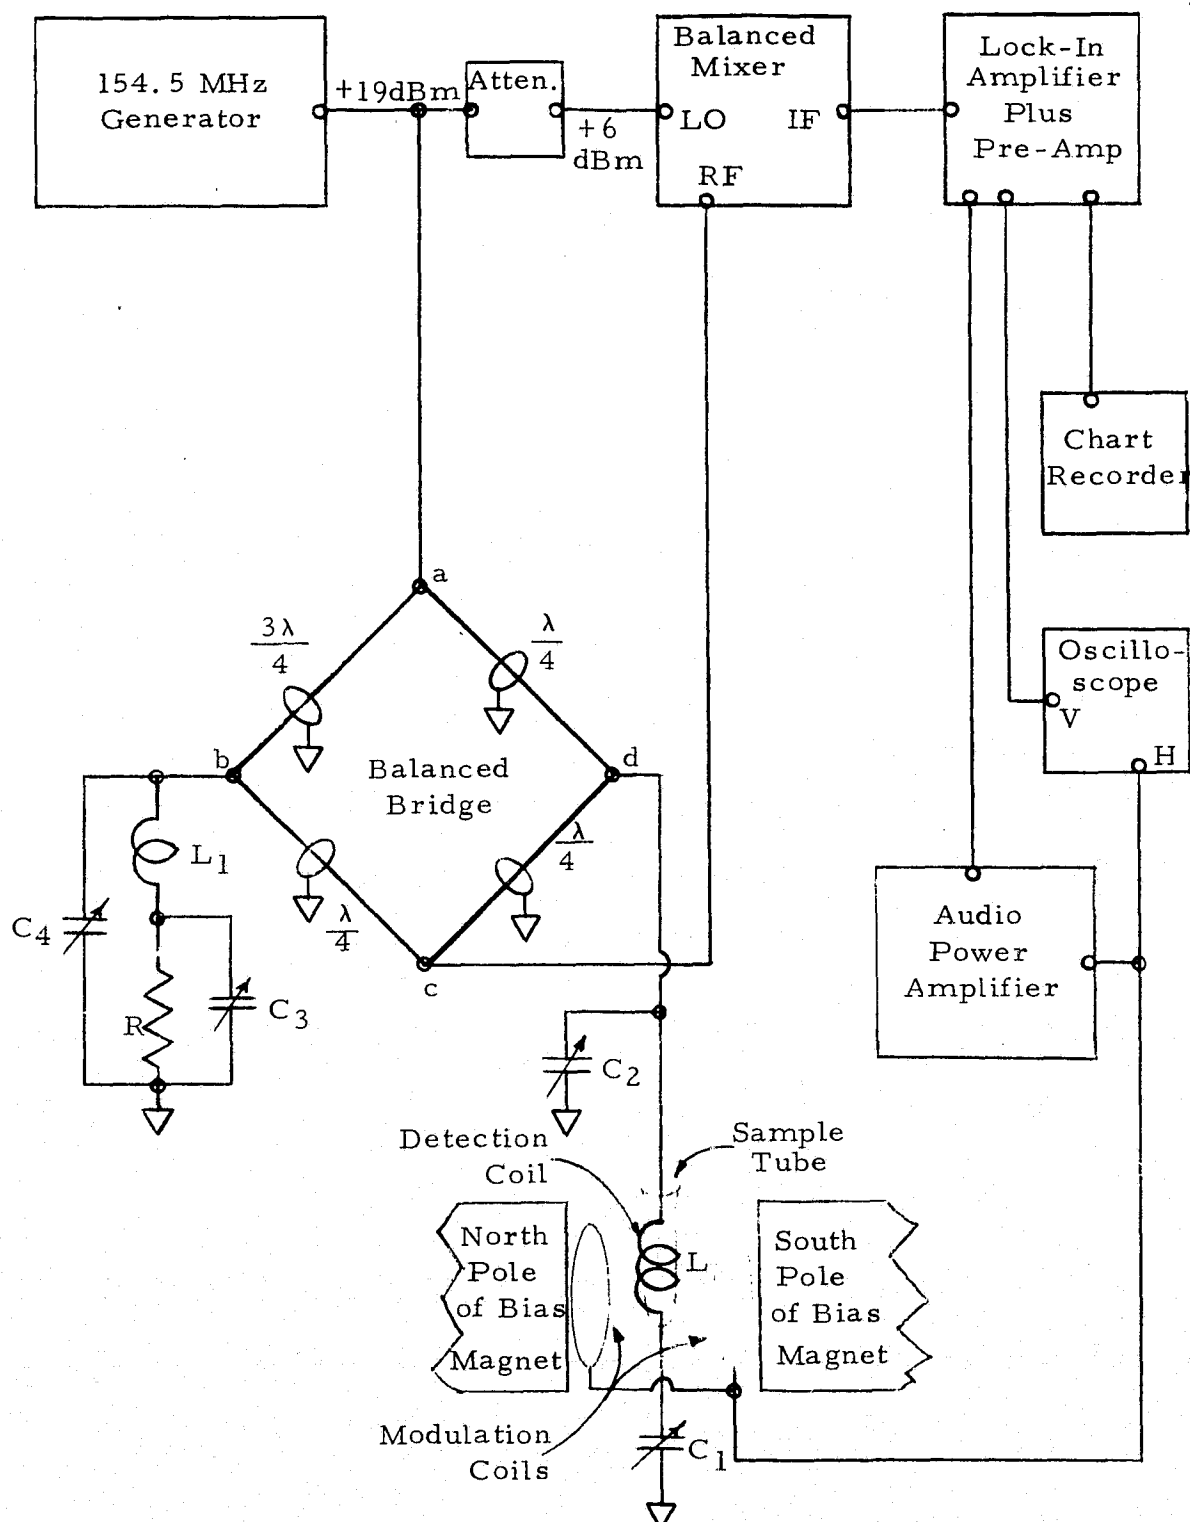 154.5 MHz
Generator
+19dBm
Atten.
+6
dBm
Balanced
Mixer
LO
IF
RF
Lock-In
Amplifier
Plus
Pre-Amp
Chart
Recorder
Oscillo-
scope
V
H
Audio
Power
Amplifier
a
3λ
4
λ
4
b
d
Balanced
Bridge
λ
4
λ
4
c
L1
C4
R
C3
C2
Detection
Coil
Sample
Tube
North
Pole
of Bias
Magnet
L
South
Pole
of Bias
Magnet
Modulation
Coils
C1